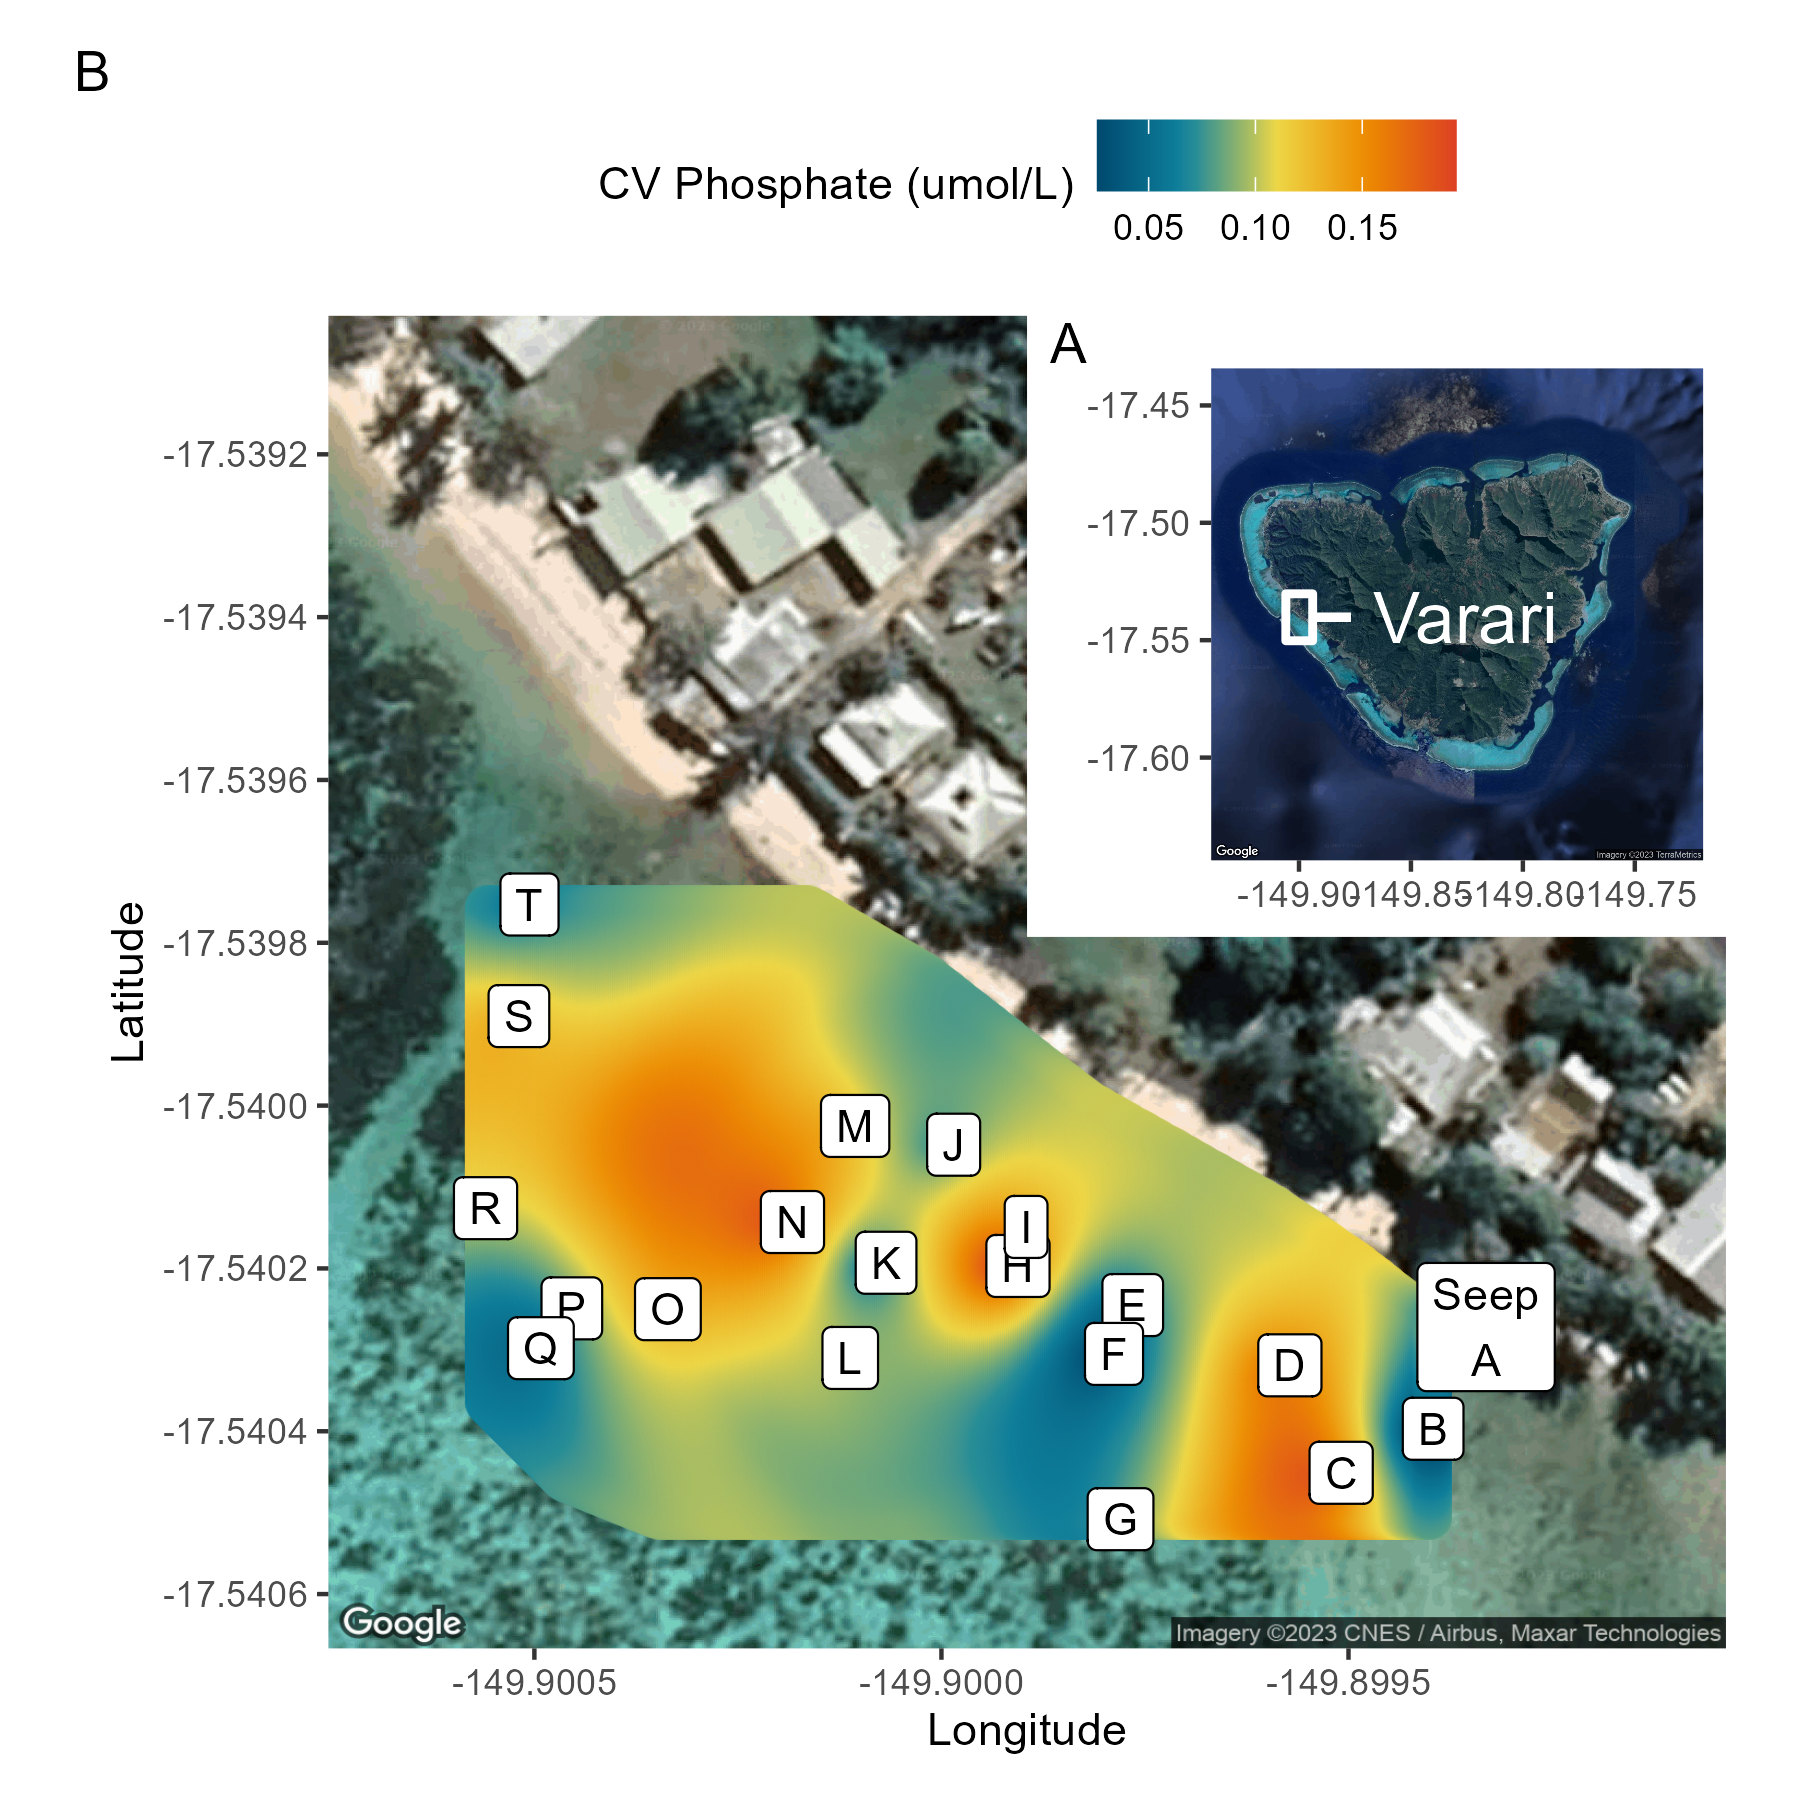 B
CV Phosphate (umol/L)
0.05 0.10 0.15
A
-17.45
-17.50
-17.55
-17.60
Varari
Google
Imagery ©2023 TerraMetrics
-149.90 -149.85 -149.80 -149.75
Latitude
-17.5392
-17.5394
-17.5396
-17.5398
-17.5400
-17.5402
-17.5404
-17.5406
T
S
M
J
R
N
I
K
H
P
O
E
Seep
Q
L
F
D
A
B
C
G
Google
Imagery ©2023 CNES / Airbus, Maxar Technologies
-149.9005 -149.9000 -149.8995
Longitude